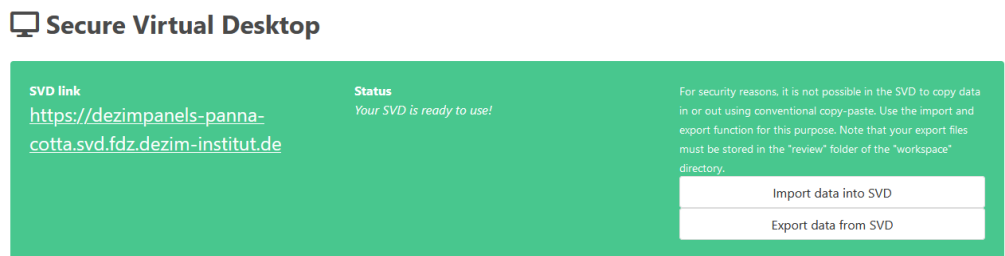 Secure Virtual Desktop
SVD link
https://dezimpanels-panna-
cotta.svd.fdz.dezim-institut.de
Status
Your SVD is ready to use!
For security reasons, it is not possible in the SVD to copy data
in or out using conventional copy-paste. Use the import and
export function for this purpose. Note that your export files
must be stored in the "review" folder of the "workspace"
directory.
Import data into SVD
Export data from SVD